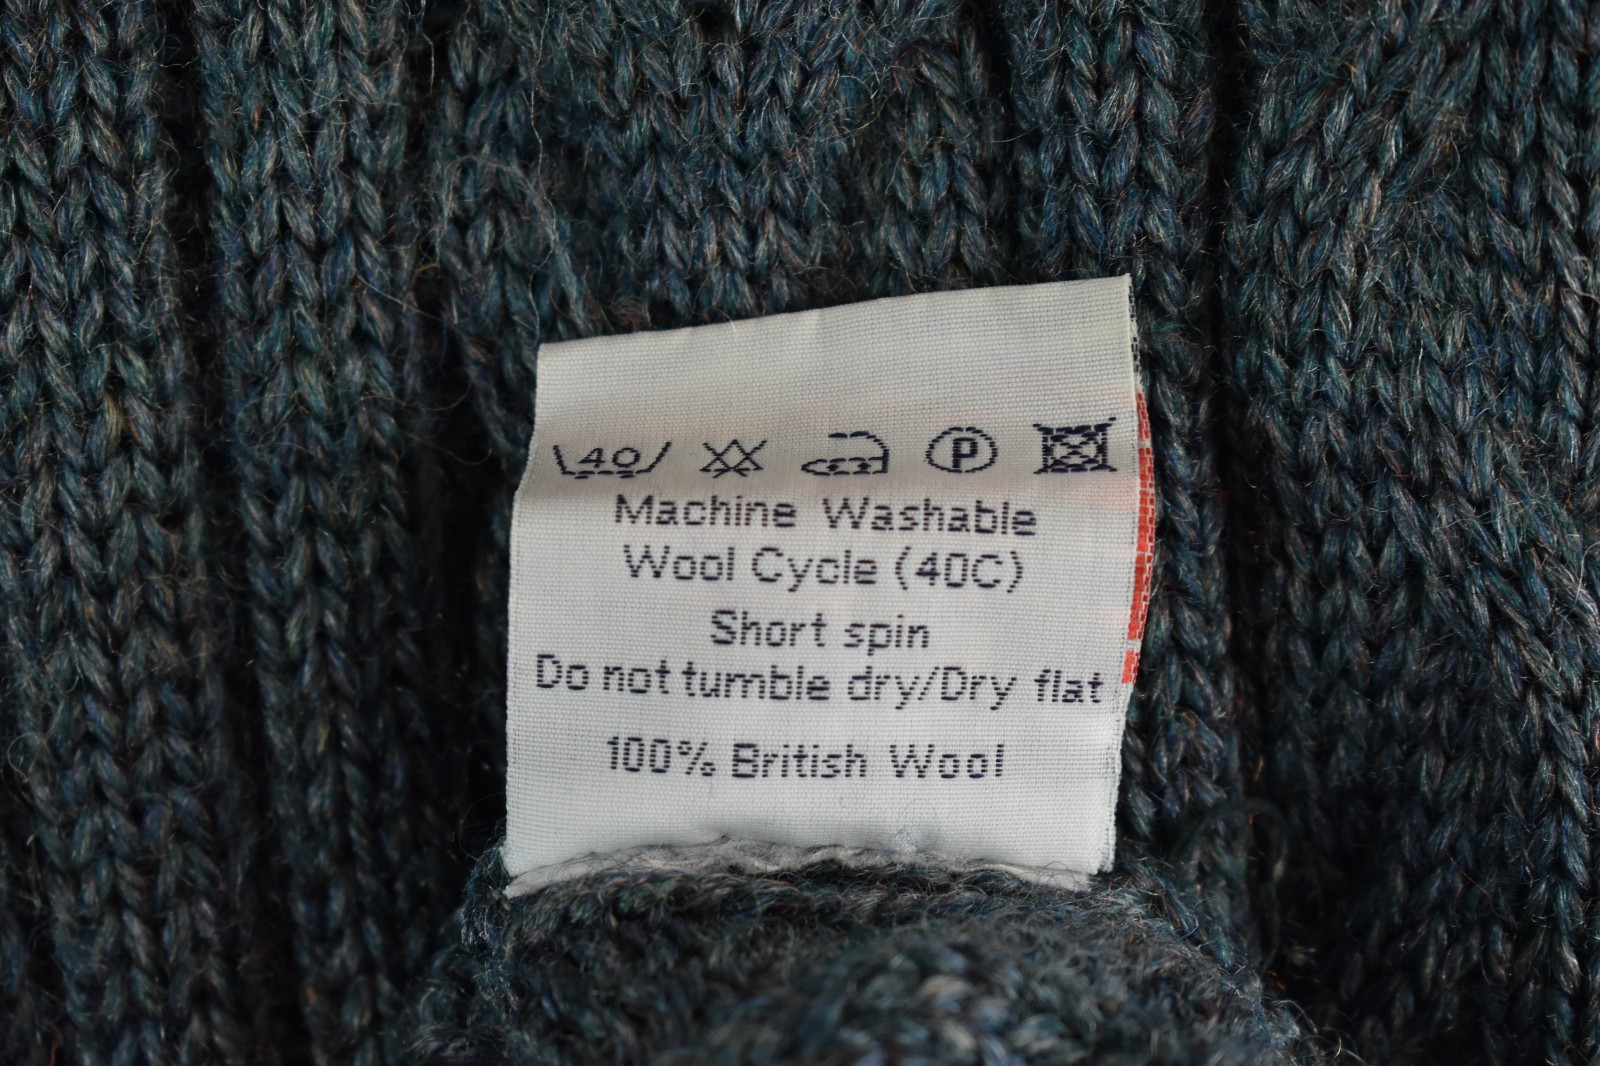 40 P
Machine Washable
Wool Cycle (40C)
Short spin
Do not tumble dry/Dry flat
100% British Wool